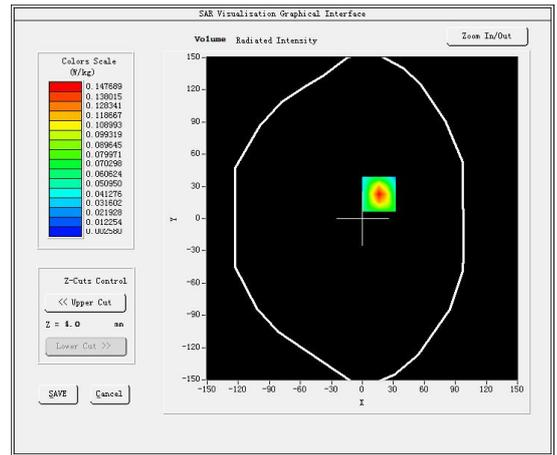 SAR Visualisation Graphical Interface
Volume Radiated Intensity
Zoom In/Out
Colors Scale
(W/kg)
0.147689
0.138015
0.128341
0.118667
0.108993
0.099319
0.089645
0.079971
0.070298
0.060624
0.050950
0.041276
0.031602
0.021928
0.012254
0.002580
Z-Cuts Control
<< Upper Cut
Z = 4.0 mm
Lower Cut >>
SAVE Cancel
150
120
90
60
30
0
-30
-60
-90
-120
-150
Y
-150 -120 -90 -60 -30 0 30 60 90 120 150
X